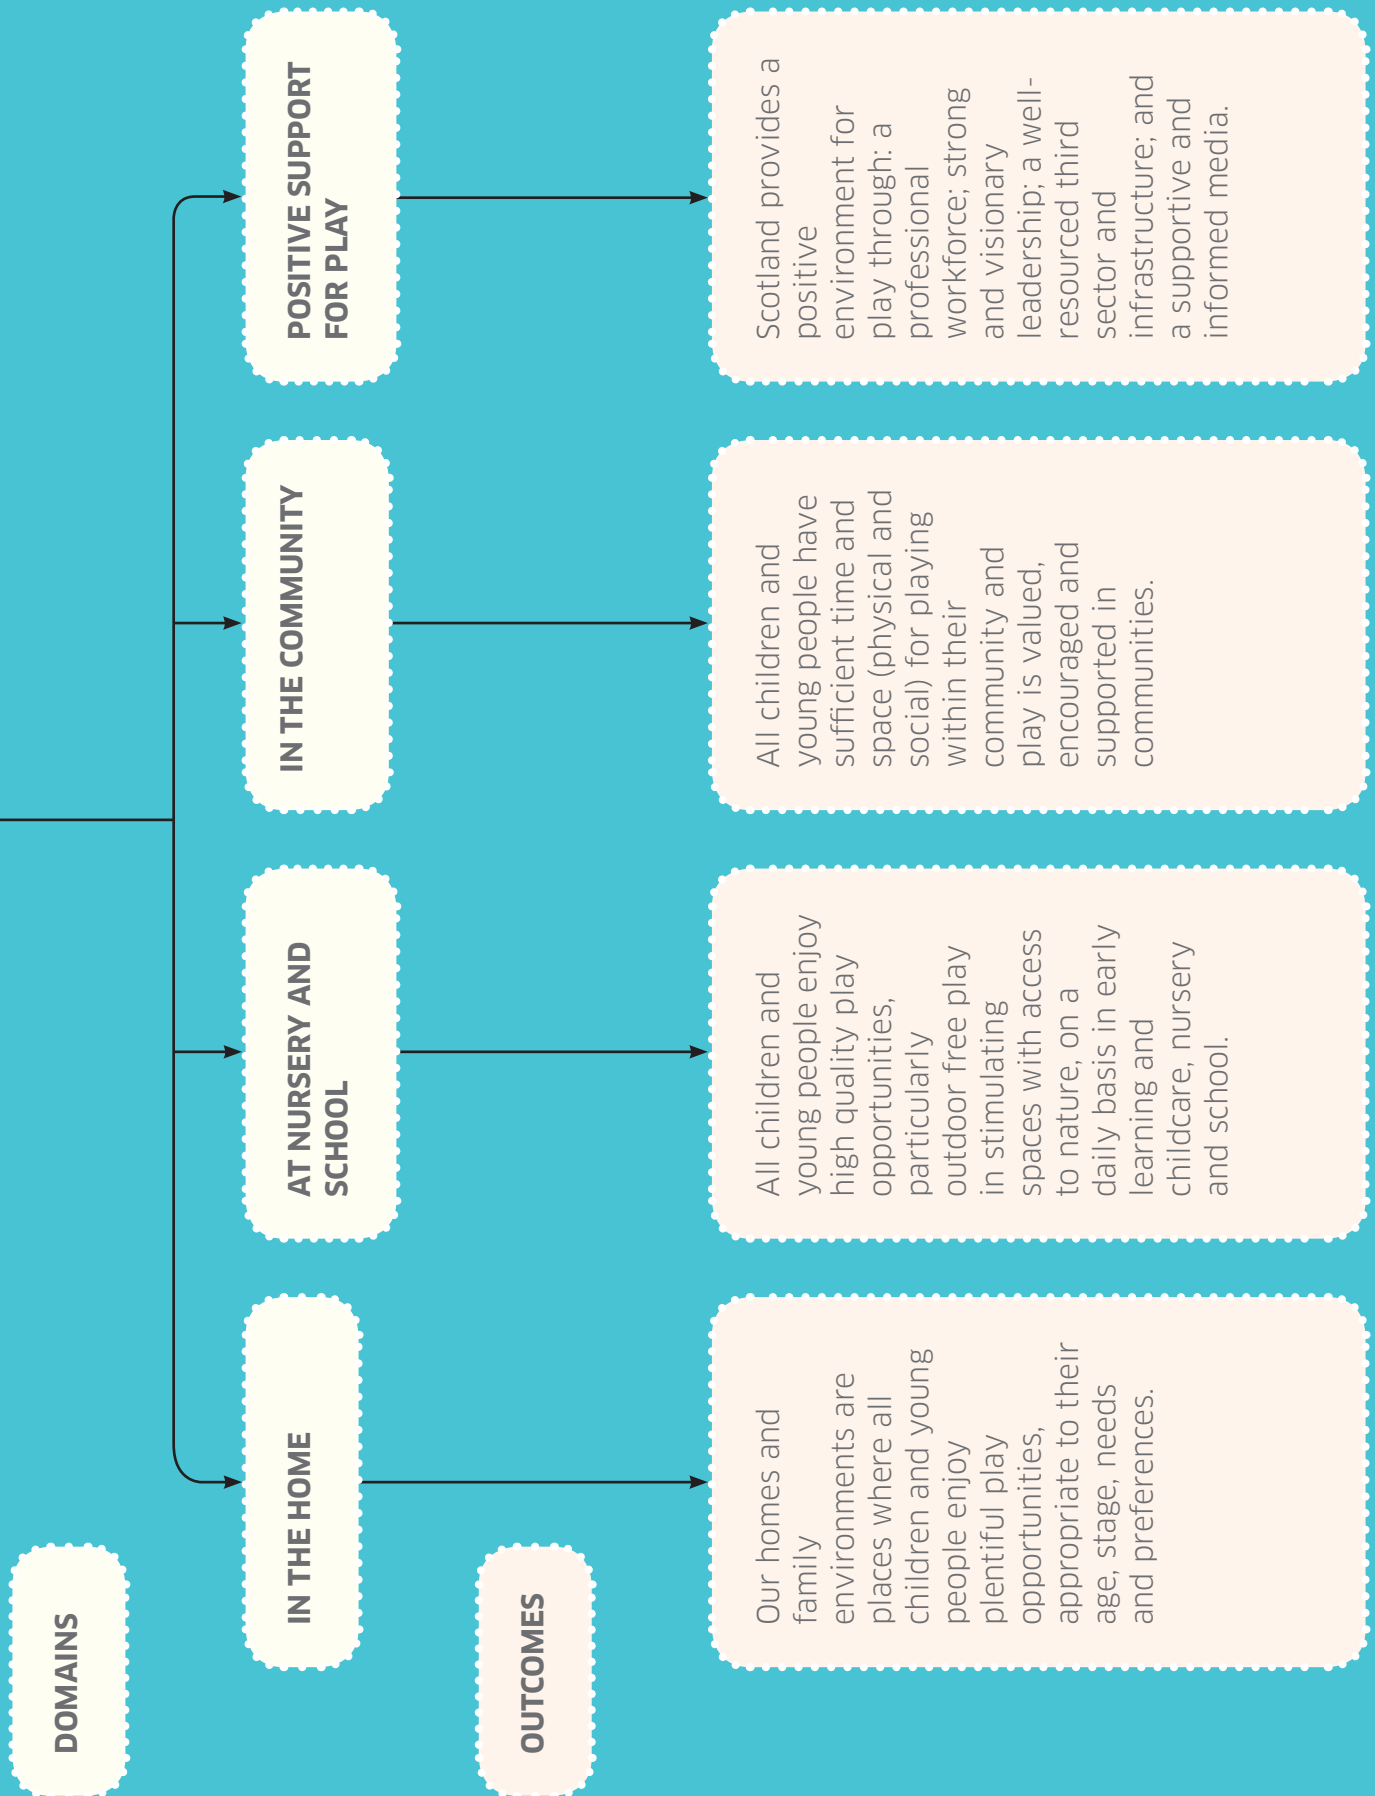 DOMAINS
IN THE HOME
AT NURSERY AND
SCHOOL
IN THE COMMUNITY
POSITIVE SUPPORT
FOR PLAY
OUTCOMES
Our homes and
family
environments are
places where all
children and young
people enjoy
plentiful play
opportunities,
appropriate to their
age, stage, needs
and preferences.
All children and
young people enjoy
high quality play
opportunities,
particularly
outdoor free play
in stimulating
spaces with access
to nature, on a
daily basis in early
learning and
childcare, nursery
and school.
All children and
young people have
sufficient time and
space (physical and
social) for playing
within their
community and
play is valued,
encouraged and
supported in
communities.
Scotland provides a
positive
environment for
play through: a
professional
workforce; strong
and visionary
leadership; a well-
resourced third
sector and
infrastructure; and
a supportive and
informed media.